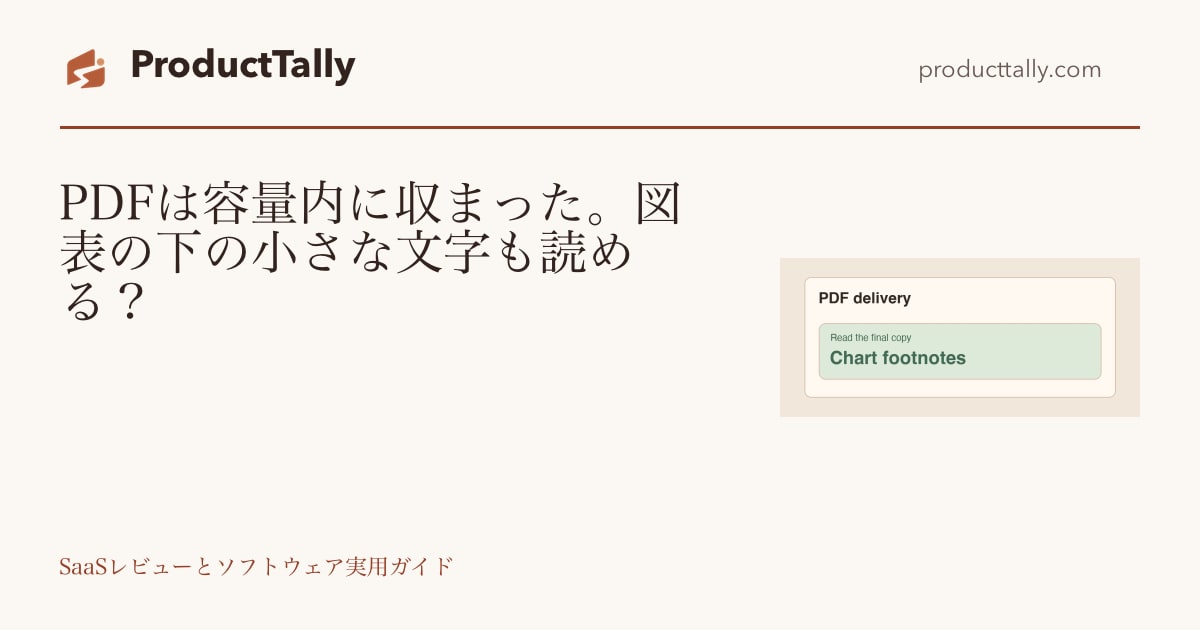 ProductTally
producttally.com
PDFは容量内に収まった。図
表の下の小さな文字も読め
る？
PDF delivery
Read the final copy
Chart footnotes
SaaSレビューとソフトウェア実用ガイド